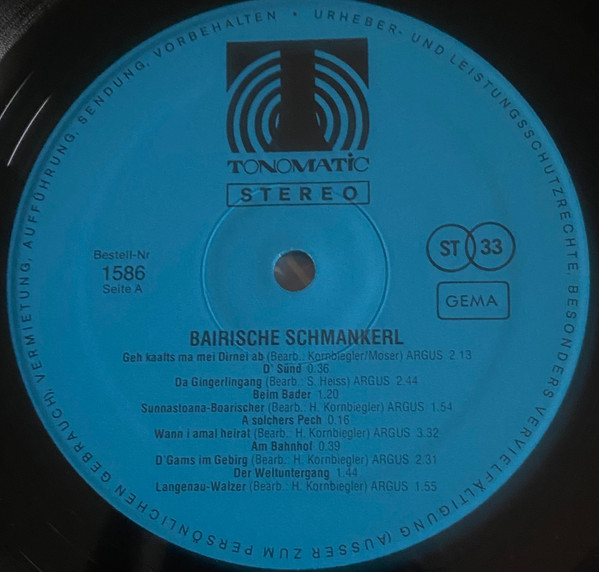 URHEBER- UND LEISTUNGSSCHUTZRECHTE, BESONDERS VERVIELFÄLTIGUNG (AUSSER ZUM PERSÖNLICHEN GEBRAUCH), VERMIETUNG, AUFFÜHRUNG, SENDUNG, VORBEHALTEN •
T
TONOMATIC
STEREO
Bestell-Nr
1586
Seite A
ST 33
GEMA
BAIRISCHE SCHMANKERL
Geh kaalts ma mei Dirnei ab (Bearb.: Kornbiegler/Moser) ARGUS 2.13
D' Sünd 0.36
Da Gingerlingang (Bearb.: S. Heiss) ARGUS 2.44
Beim Bader 1.20
Sunnastoana-Boarischer (Bearb.: H. Kornbiegler) ARGUS 1.54
A solchers Pech 0.16
Wann i amal heirat (Bearb.: H. Kornbiegler) ARGUS 3.32
Am Bahnhof 0.39
D'Gams im Gebirg (Bearb.: H. Kornbiegler) ARGUS 2.31
Der Weltuntergang 1.44
Langenau-Walzer (Bearb.: H. Kornbiegler) ARGUS 1.55